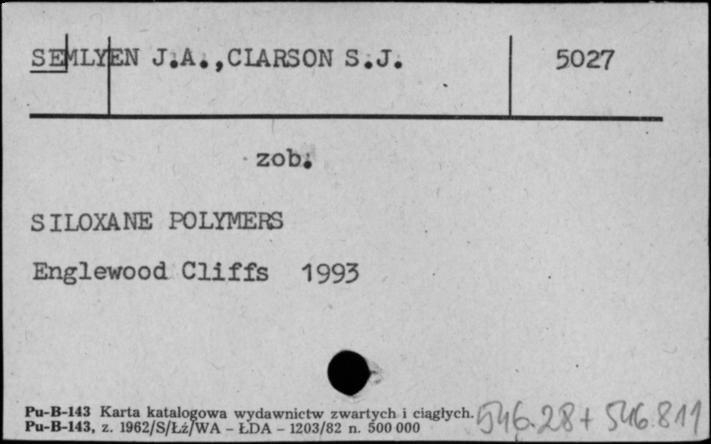 SEMLYEN J.A.,CLARSON S.J. 5027
zob.
SILOXANE POLYMERS
Englewood Cliffs 1993
Pu-B-143 Karta katalogowa wydawnictw zwartych i ciągłych.
Pu-B-143, z. 1962/S/Łż/WA - ŁDA - 1203/82 n. 500 000
546.28+546.811